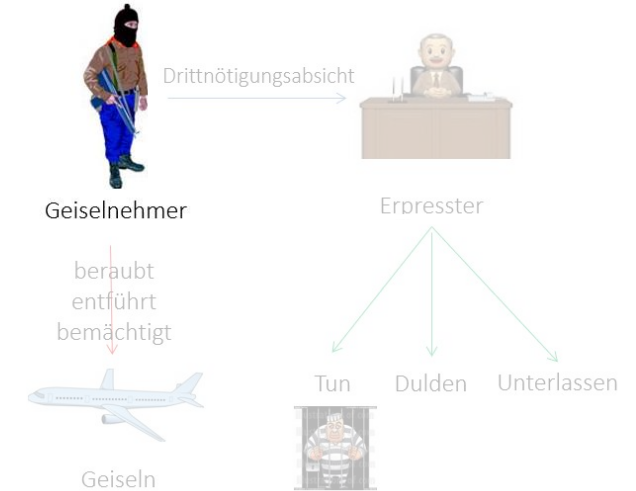 Drittnötigungsabsicht
Geiselnehmer
Erpresster
beraubt
entführt
bemächtigt
Tun
Dulden
Unterlassen
Geiseln